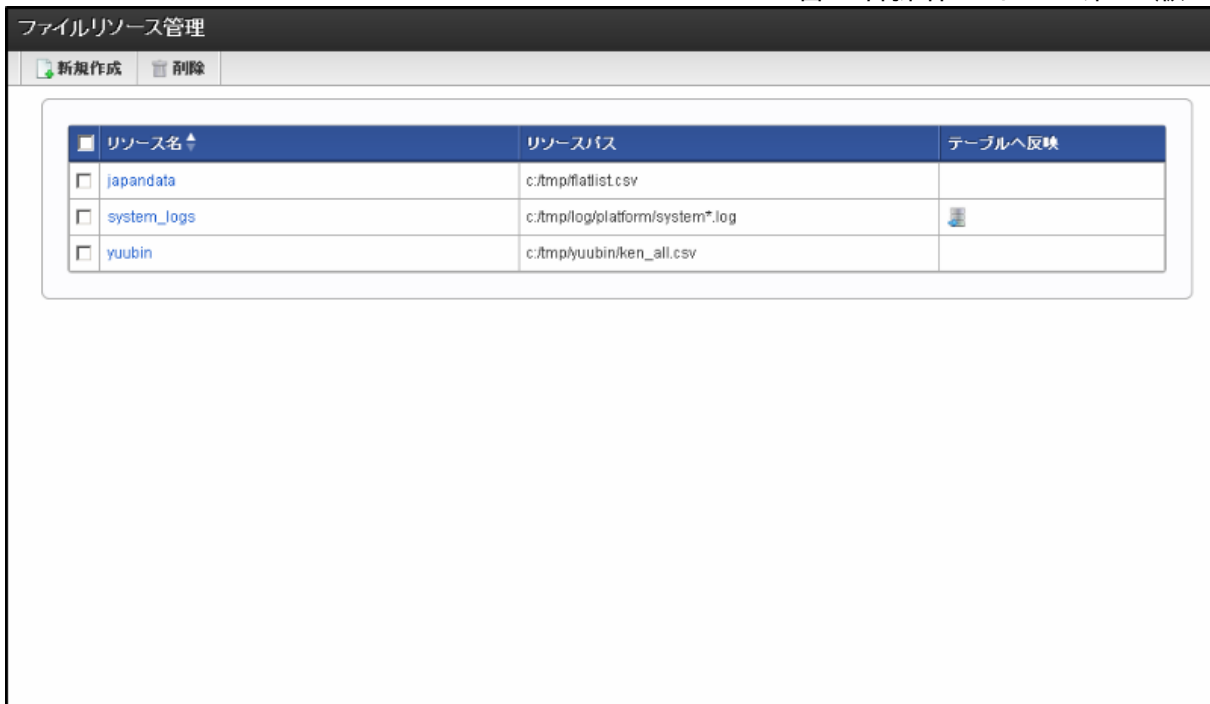 ファイルリソース管理
新規作成 削除
リソース名 リソースパス テーブルへ反映
japandata c:/tmp/flatlist.csv
system_logs c:/tmp/log/platform/system*.log
yuubin c:/tmp/yuubin/ken_all.csv